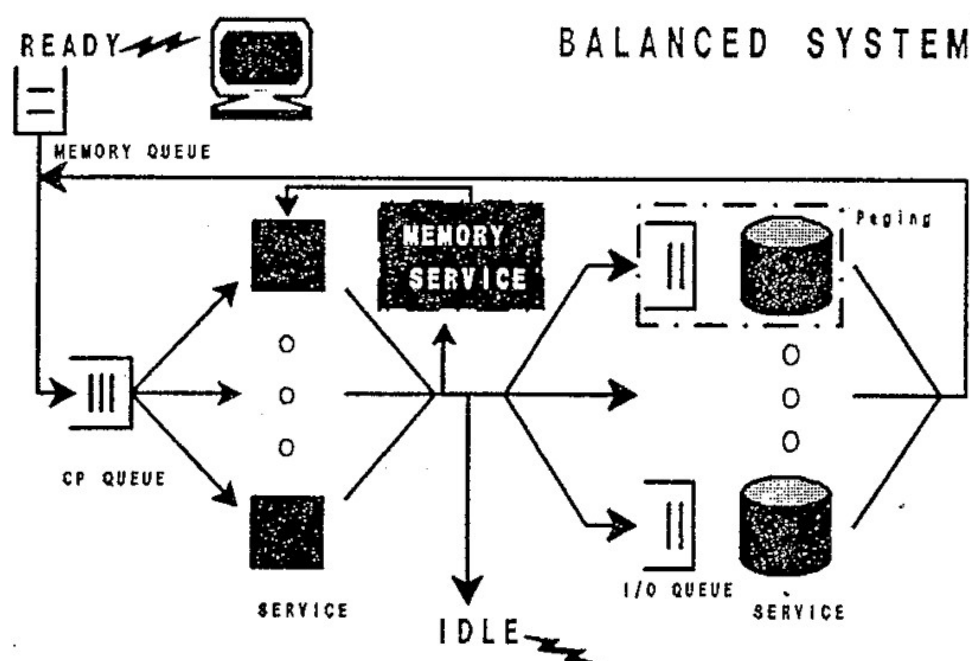 READY
BALANCED SYSTEM
MEMORY QUEUE
MEMORY
SERVICE
Peging
CP QUEUE
SERVICE
I/O QUEUE
SERVICE
IDLE